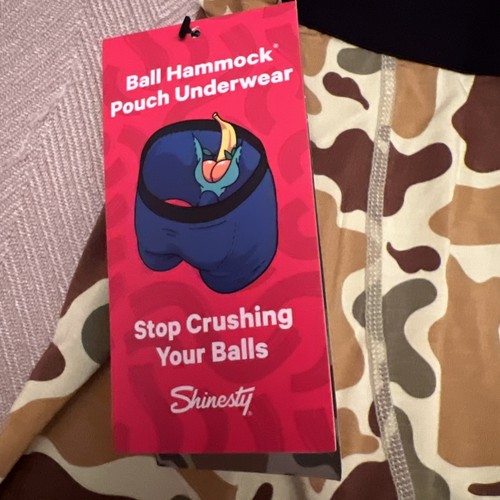 Ball Hammock®
Pouch Underwear
Stop Crushing
Your Balls
Shinesty®